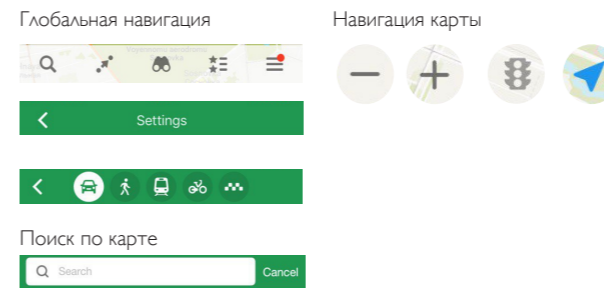 Глобальная навигация
Навигация карты
Settings
Поиск по карте
Search
Cancel